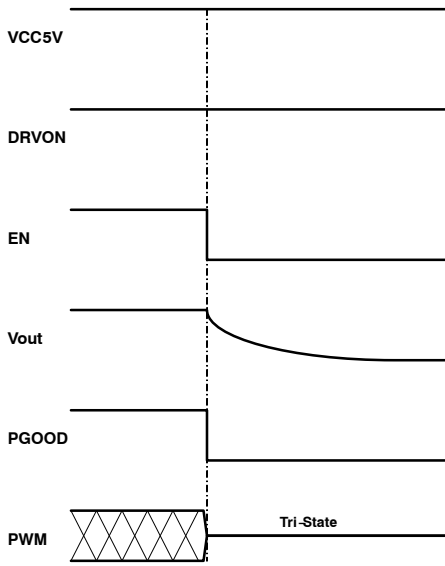 VCC5V
DRVON
EN
Vout
PGOOD
Tri-State
PWM